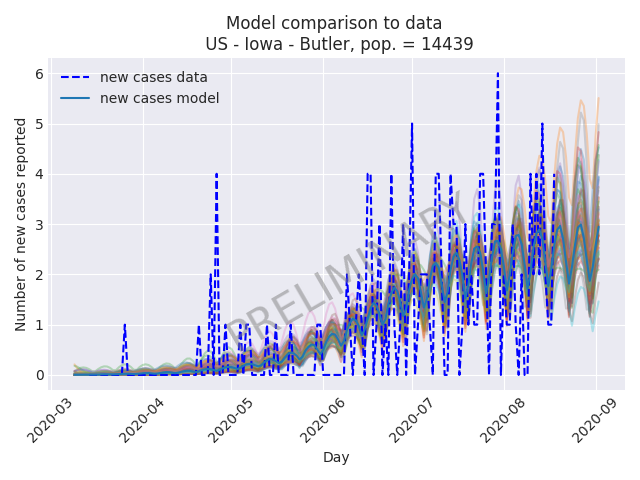 Model comparison to data
US - Iowa - Butler, pop. = 14439
new cases data
new cases model
PRELIMINARY
Number of new cases reported
6
5
4
3
2
1
0
2020-03
2020-04
2020-05
2020-06
2020-07
2020-08
2020-09
Day